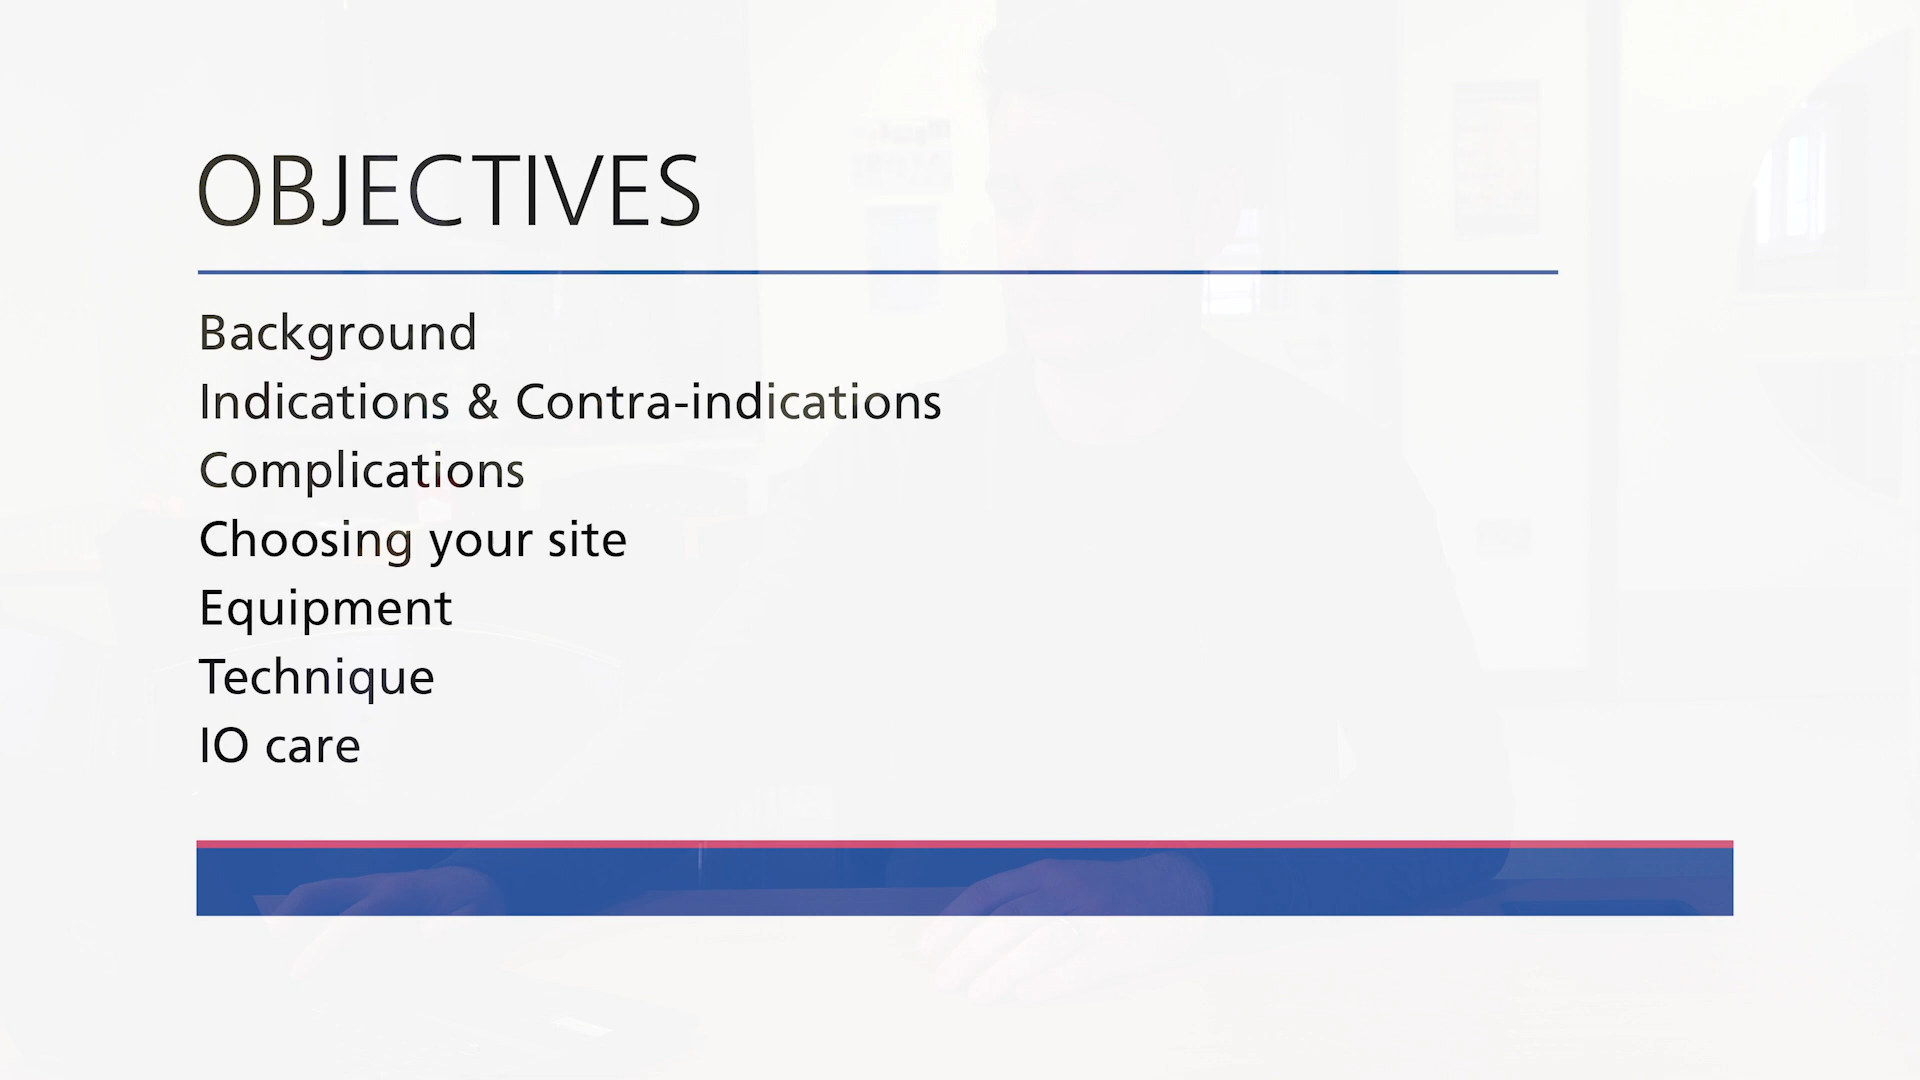 OBJECTIVES
Background
Indications & Contra-indications
Complications
Choosing your site
Equipment
Technique
IO care